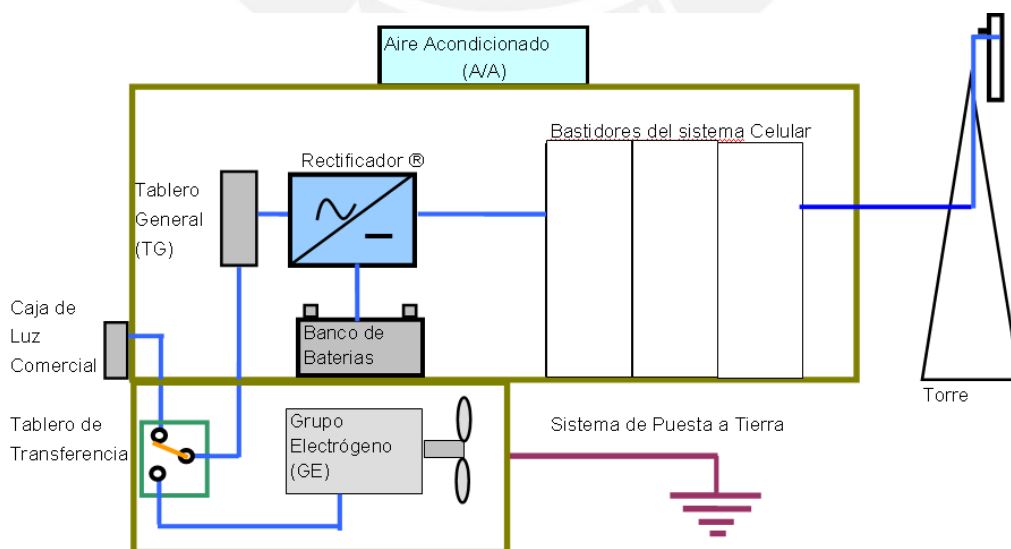 Aire Acondicionado
(A/A)
Bastidores del sistema Celular
Rectificador ®
Tablero
General
(TG)
Caja de
Luz
Comercial
Banco de
Baterias
Tablero de
Transferencia
Grupo
Electrógeno
(GE)
Sistema de Puesta a Tierra
Torre